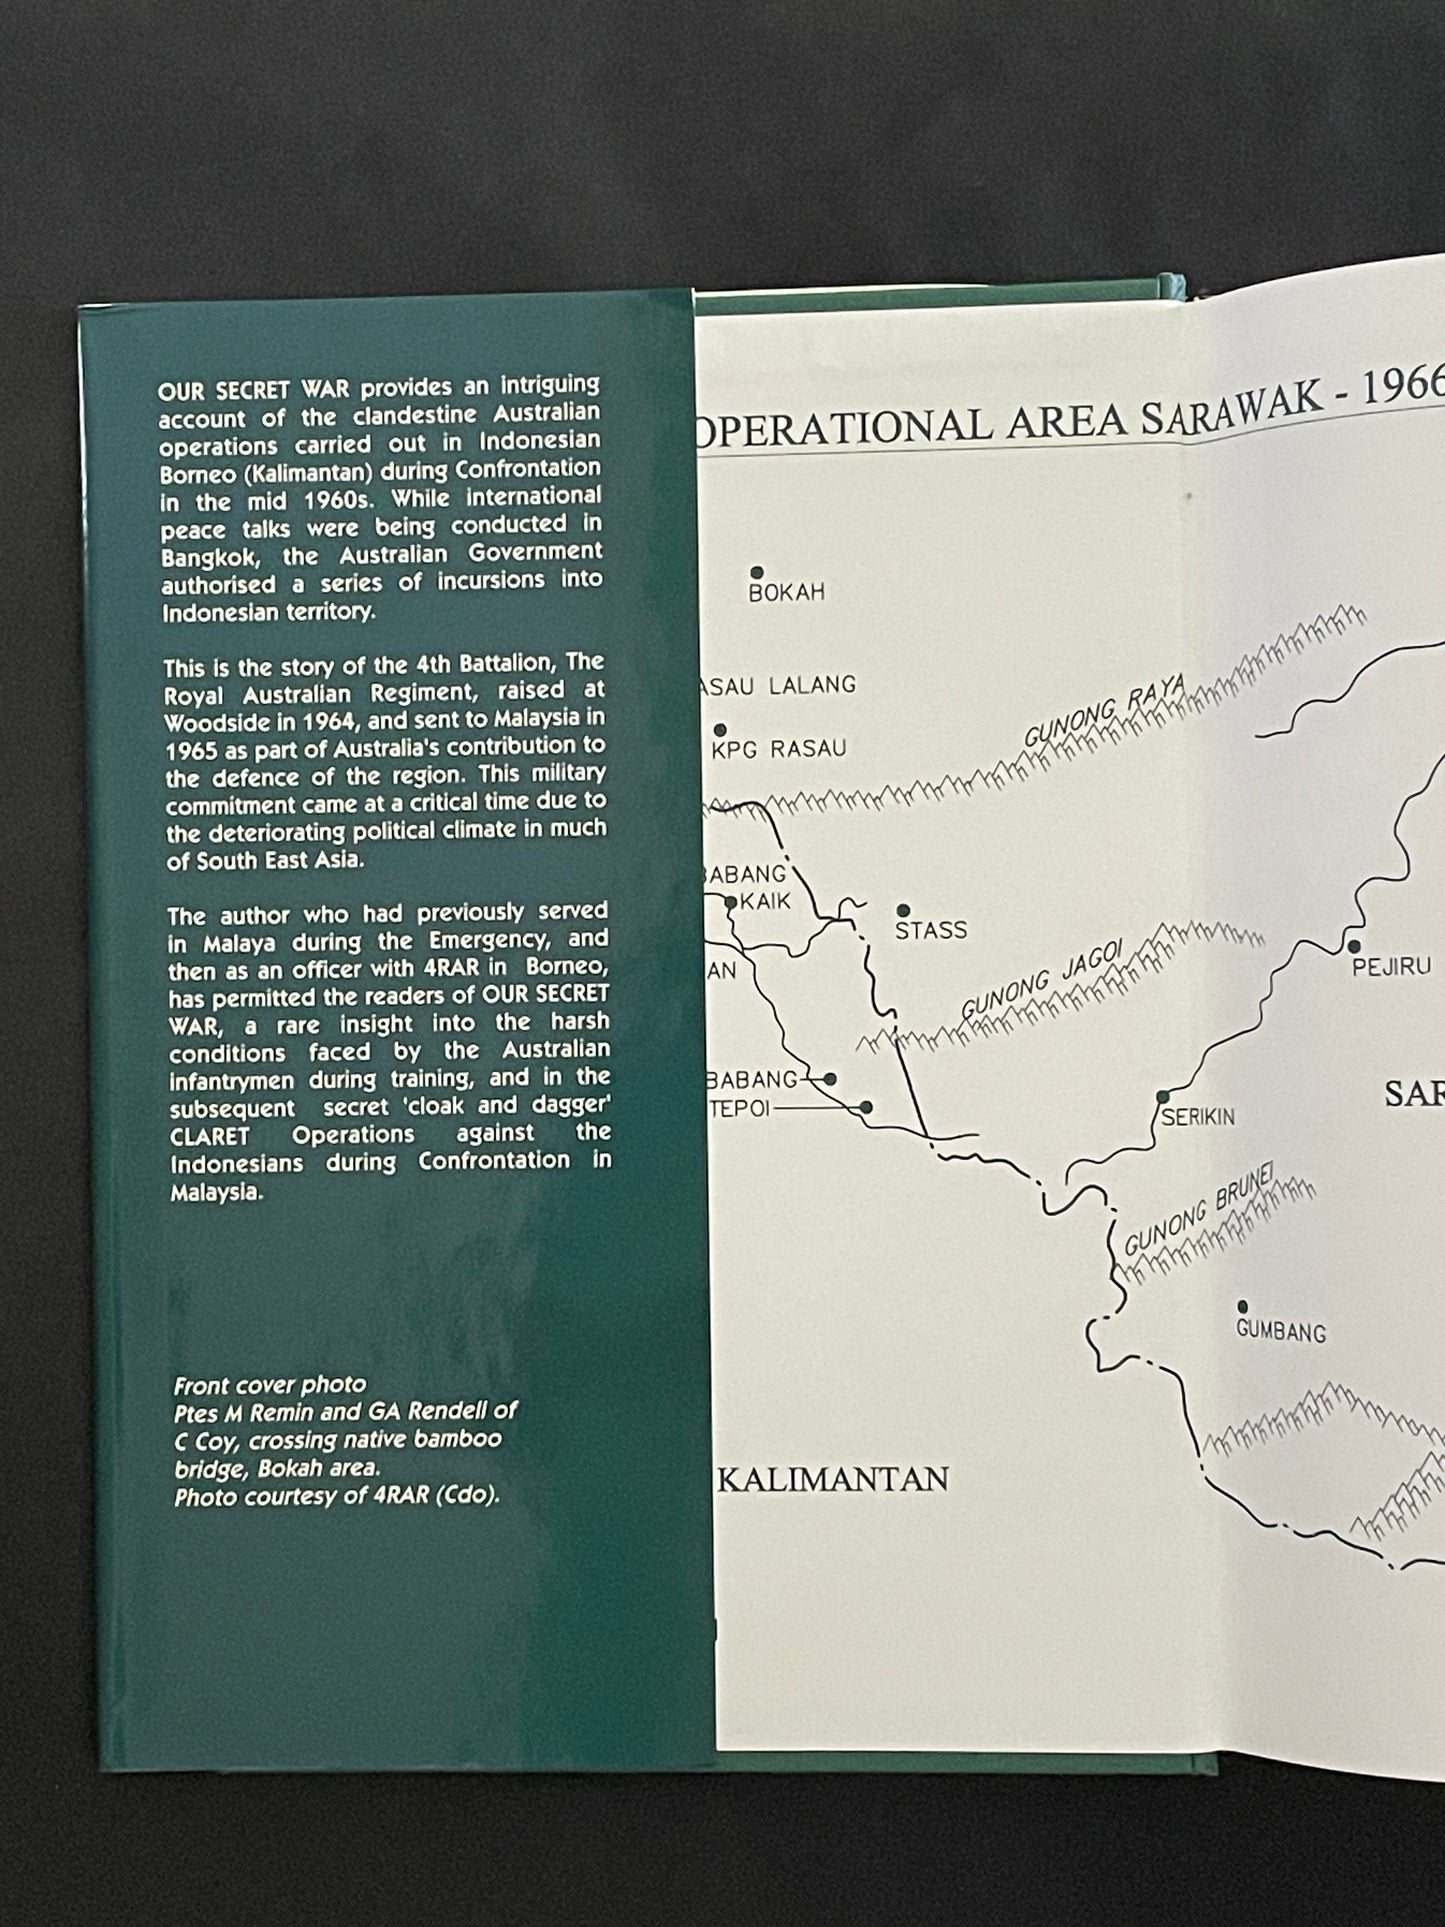 OUR SECRET WAR provides an intriguing
account of the clandestine Australian
operations carried out in Indonesian
Borneo (Kalimantan) during Confrontation
in the mid 1960s. While international
peace talks were being conducted in
Bangkok, the Australian Government
authorised a series of incursions into
Indonesian territory.
This is the story of the 4th Battalion, The
Royal Australian Regiment, raised at
Woodside in 1964, and sent to Malaysia in
1965 as part of Australia's contribution to
the defence of the region. This military
commitment came at a critical time due to
the deteriorating political climate in much
of South East Asia.
The author who had previously served
in Malaya during the Emergency, and
then as an officer with 4RAR in Borneo,
has permitted the readers of OUR SECRET
WAR, a rare insight into the harsh
conditions faced by the Australian
infantrymen during training, and in the
subsequent secret 'cloak and dagger'
CLARET Operations against the
Indonesians during Confrontation in
Malaysia.
Front cover photo
Ptes M Remin and GA Rendell of
C Coy, crossing native bamboo
bridge, Bokah area.
Photo courtesy of 4RAR (Cdo).
OPERATIONAL AREA SARAWAK - 1966
BOKAH
ASAU LALANG
KPG RASAU
GUNONG RAYA
BABANG
KAIK
STASS
AN
GUNONG JAGOI
PEJIRU
BABANG
TEPOI
SERIKIN
SAR
GUNONG BRUNEI
GUMBANG
KALIMANTAN